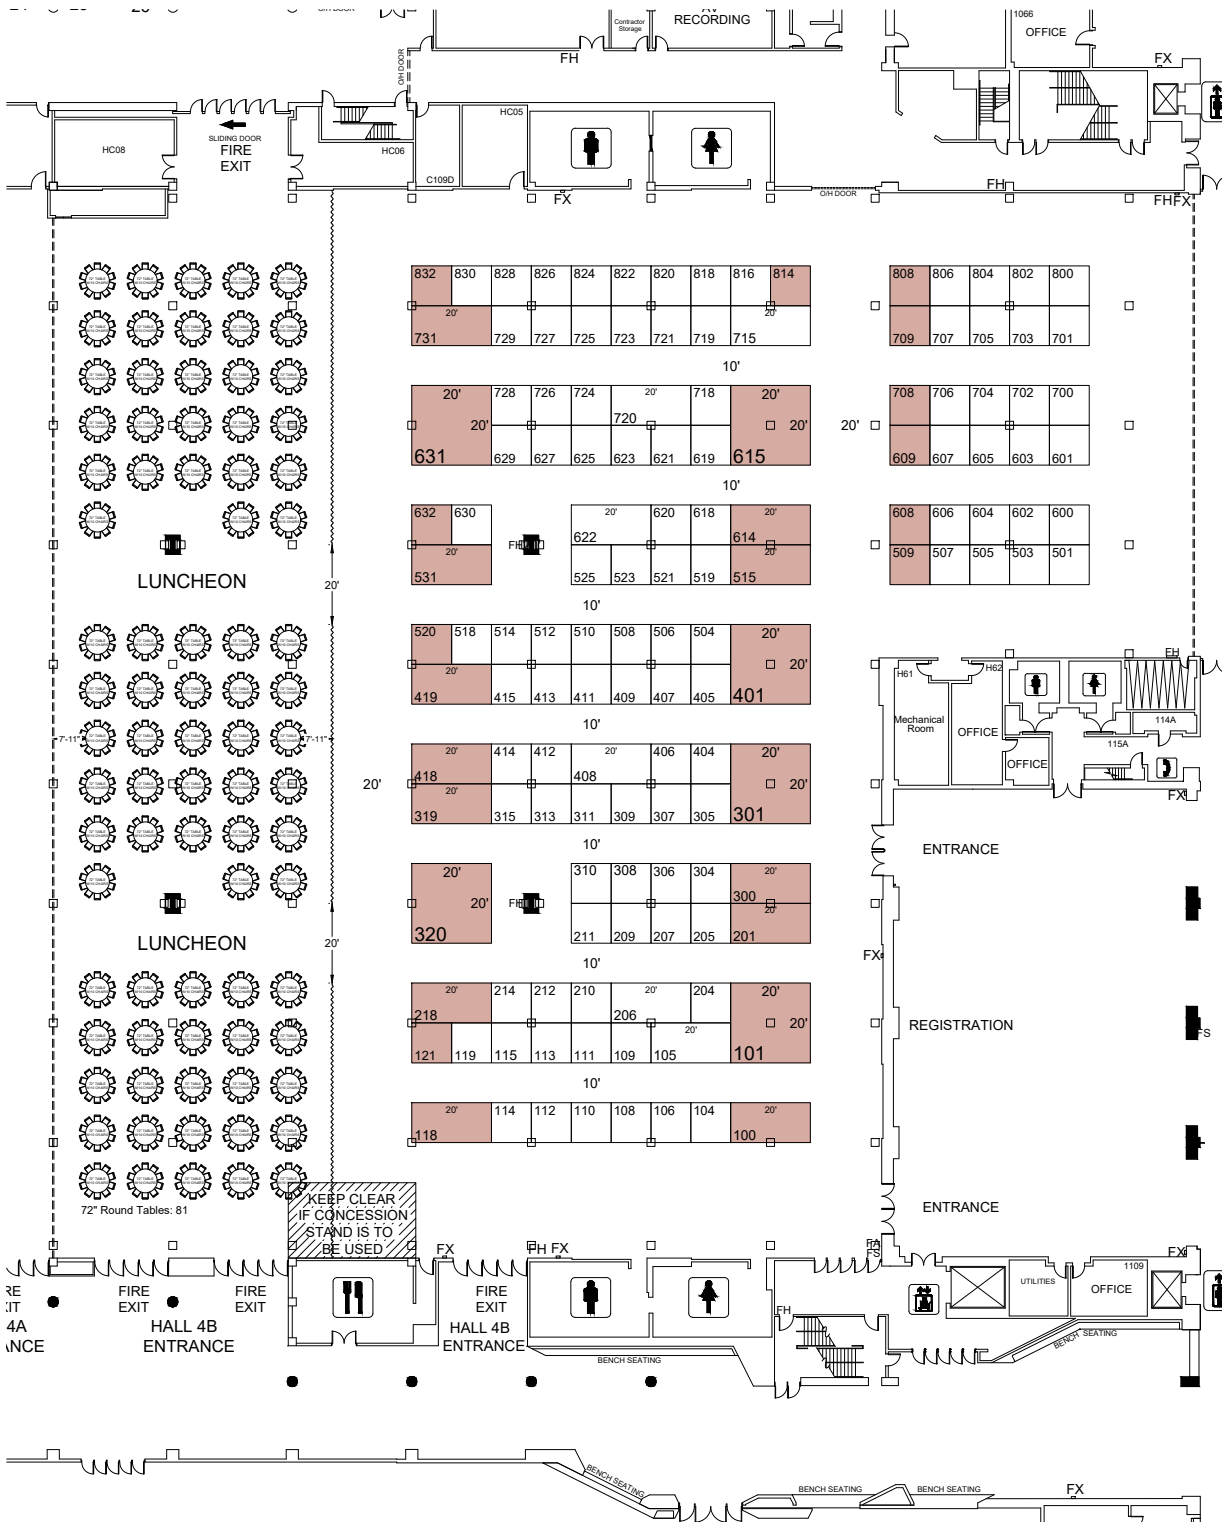 O/H DOOR
Contractor
Storage
RECORDING
1066
OFFICE
FH
FX
O/H DOOR
HC05
HC08
SLIDING DOOR
FIRE
EXIT
HC06
C109D
FX
O/H DOOR
FH
FH
FX
832 830 828 826 824 822 820 818 816 814
808 806 804 802 800
20' 20'
731 729 727 725 723 721 719 715
709 707 705 703 701
10'
20' 728 726 724 20' 718 20'
708 706 704 702 700
20' 720 20' 20'
631 629 627 625 623 621 619 615
609 607 605 603 601
10'
632 630 20' 620 618 20'
608 606 604 602 600
622 614
FH
20' 20'
531 525 523 521 519 515
509 507 505 503 501
LUNCHEON
20'
10'
520 518 514 512 510 508 506 504 20'
20' 20'
419 415 413 411 409 407 405 401
FH
H61 H62
Mechanical
Room
OFFICE
114A
115A
OFFICE
FX
10'
7'-11" 7'-11"
20' 414 412 20' 406 404 20'
418 408
20' 20' 20'
319 315 313 311 309 307 305 301
10'
ENTRANCE
20' 310 308 306 304 20'
300
20' FH 20'
320 211 209 207 205 201
LUNCHEON
20'
10'
FX
20' 214 212 210 20' 204 20'
218 206
20' 20'
121 119 115 113 111 109 105 101
REGISTRATION
FS
10'
20' 114 112 110 108 106 104 20'
118 100
72" Round Tables: 81
KEEP CLEAR
IF CONCESSION
STAND IS TO
BE USED
ENTRANCE
FX
FH FX
FA
FS
FX
FIRE
EXIT
FIRE
EXIT
FIRE
EXIT
HALL 4B
ENTRANCE
HALL 4B
ENTRANCE
4A
FH
UTILITIES
1109
OFFICE
BENCH SEATING
BENCH SEATING
BENCH SEATING
BENCH SEATING
BENCH SEATING
FX